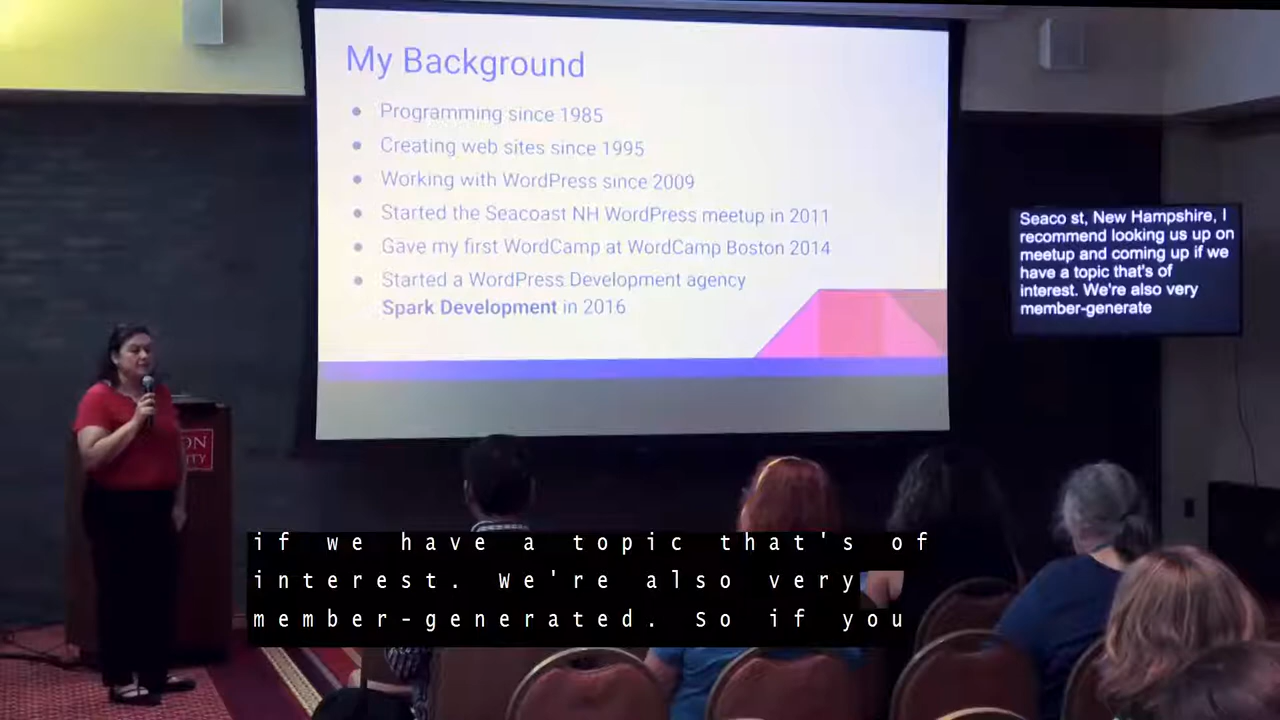 My Background
Programming since 1985
Creating web sites since 1995
Working with WordPress since 2009
Started the Seacoast NH WordPress meetup in 2011
Gave my first WordCamp at WordCamp Boston 2014
Started a WordPress Development agency
Spark Development in 2016
Seaco st, New Hampshire, I
recommend looking us up on
meetup and coming up if we
have a topic that's of
interest. We're also very
member-generate
ON
ITY
if we have a topic that's of
interest. We're also very
member-generated. So if you